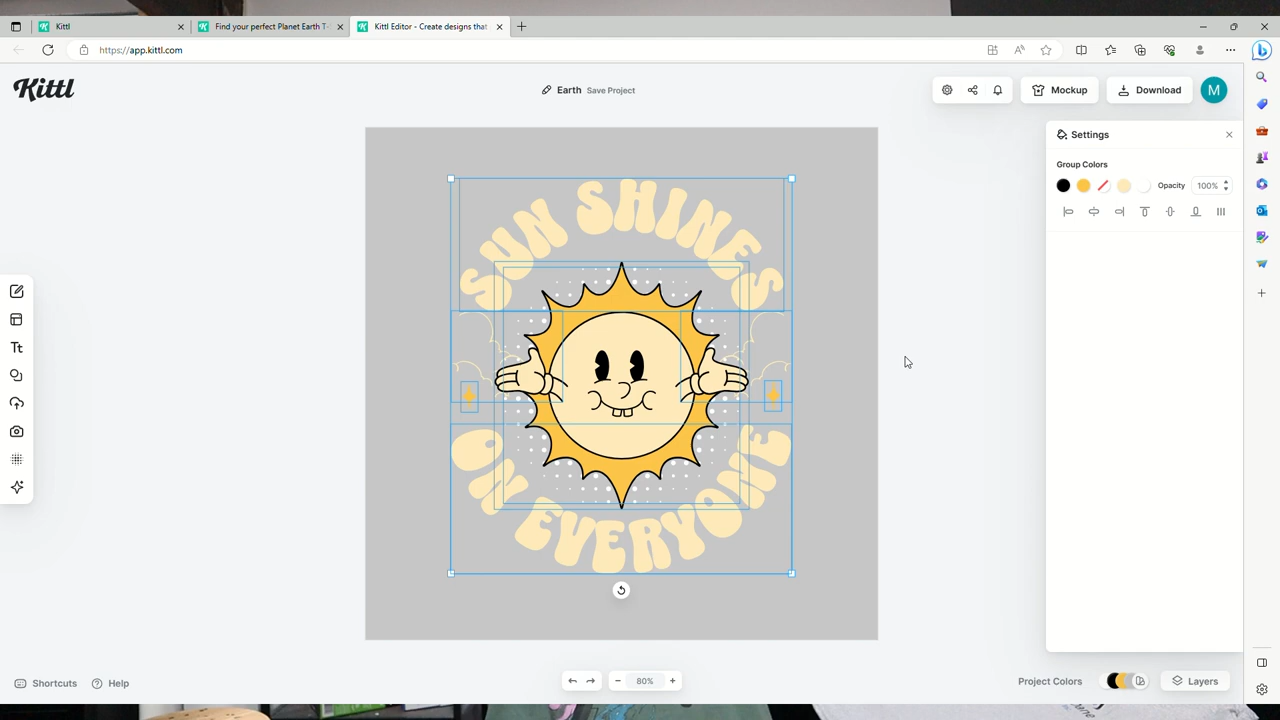 Kittl
Find your perfect Planet Earth T-
Kittl Editor - Create designs that
https://app.kittl.com
Kittl
Earth
Save Project
Mockup
Download
M
Settings
Group Colors
Opacity
100%
SUN SHINES
ON EVERYONE
Tt
Shortcuts
Help
80%
Project Colors
Layers